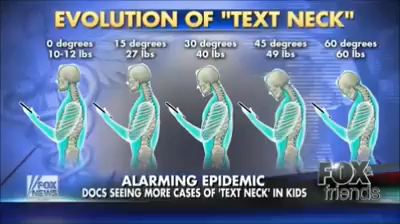 EVOLUTION OF "TEXT NECK"
0 degrees 15 degrees 30 degrees 45 degrees 60 degrees
10-12 lbs 27 lbs 40 lbs 49 lbs 60 lbs
FOX
NEWS
ALARMING EPIDEMIC
DOCS SEEING MORE CASES OF 'TEXT NECK' IN KIDS
FOX
friends